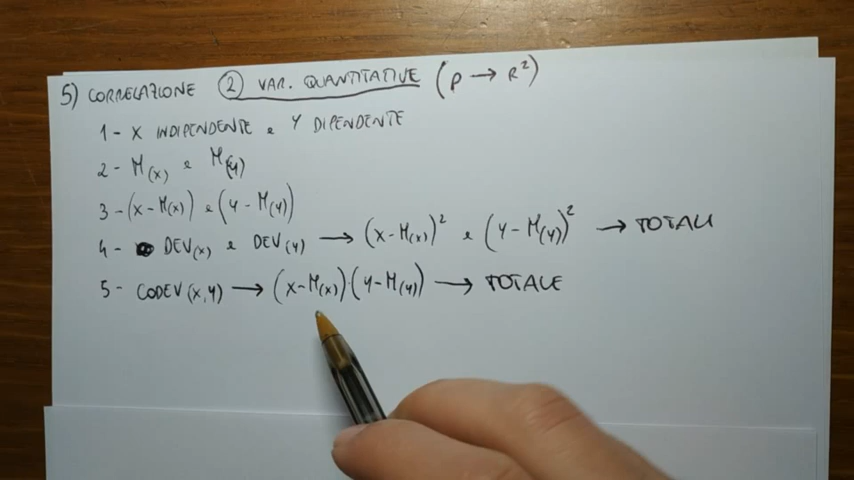 5) CORRELAZIONE 2 VAR. QUANTITATIVE (ρ → R²)
1 - X INDIPENDENTE e Y DIPENDENTE
2 - M(x) e M(y)
3 - (x - M(x)) e (y - M(y))
4 - DEV(x) e DEV(y) → (x - M(x))² e (y - M(y))² → TOTALI
5 - CODEV(x,y) → (x - M(x))·(y - M(y)) → TOTALE